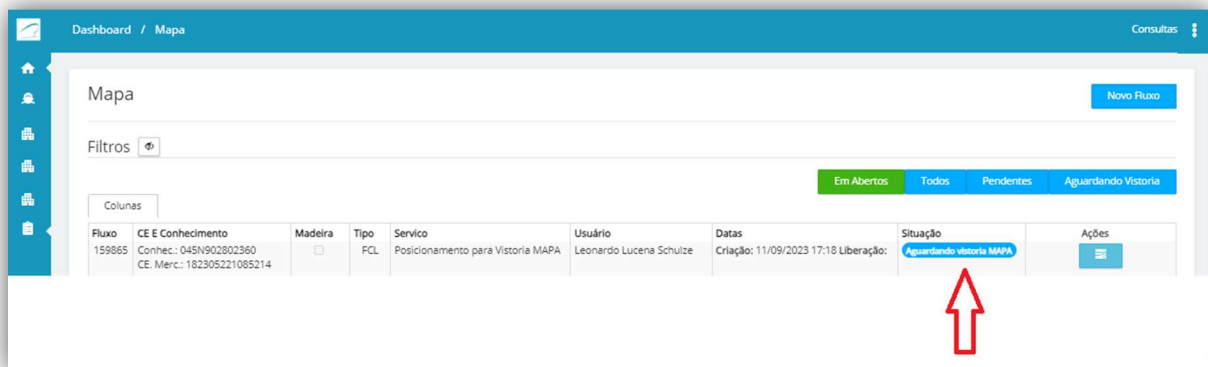 Dashboard / Mapa
Consultas
Mapa
Novo Fluxo
Filtros
Em Abertos Todos Pendentes Aguardando Vistoria
Colunas
Fluxo CE E Conhecimento Madeira Tipo Servico Usuário Datas Situação Ações
159865 Conhec.: 045N902802360 FCL Posicionamento para Vistoria MAPA Leonardo Lucena Schulze Criação: 11/09/2023 17:18 Liberação: Aguardando vistoria MAPA
CE. Merc.: 182305221085214